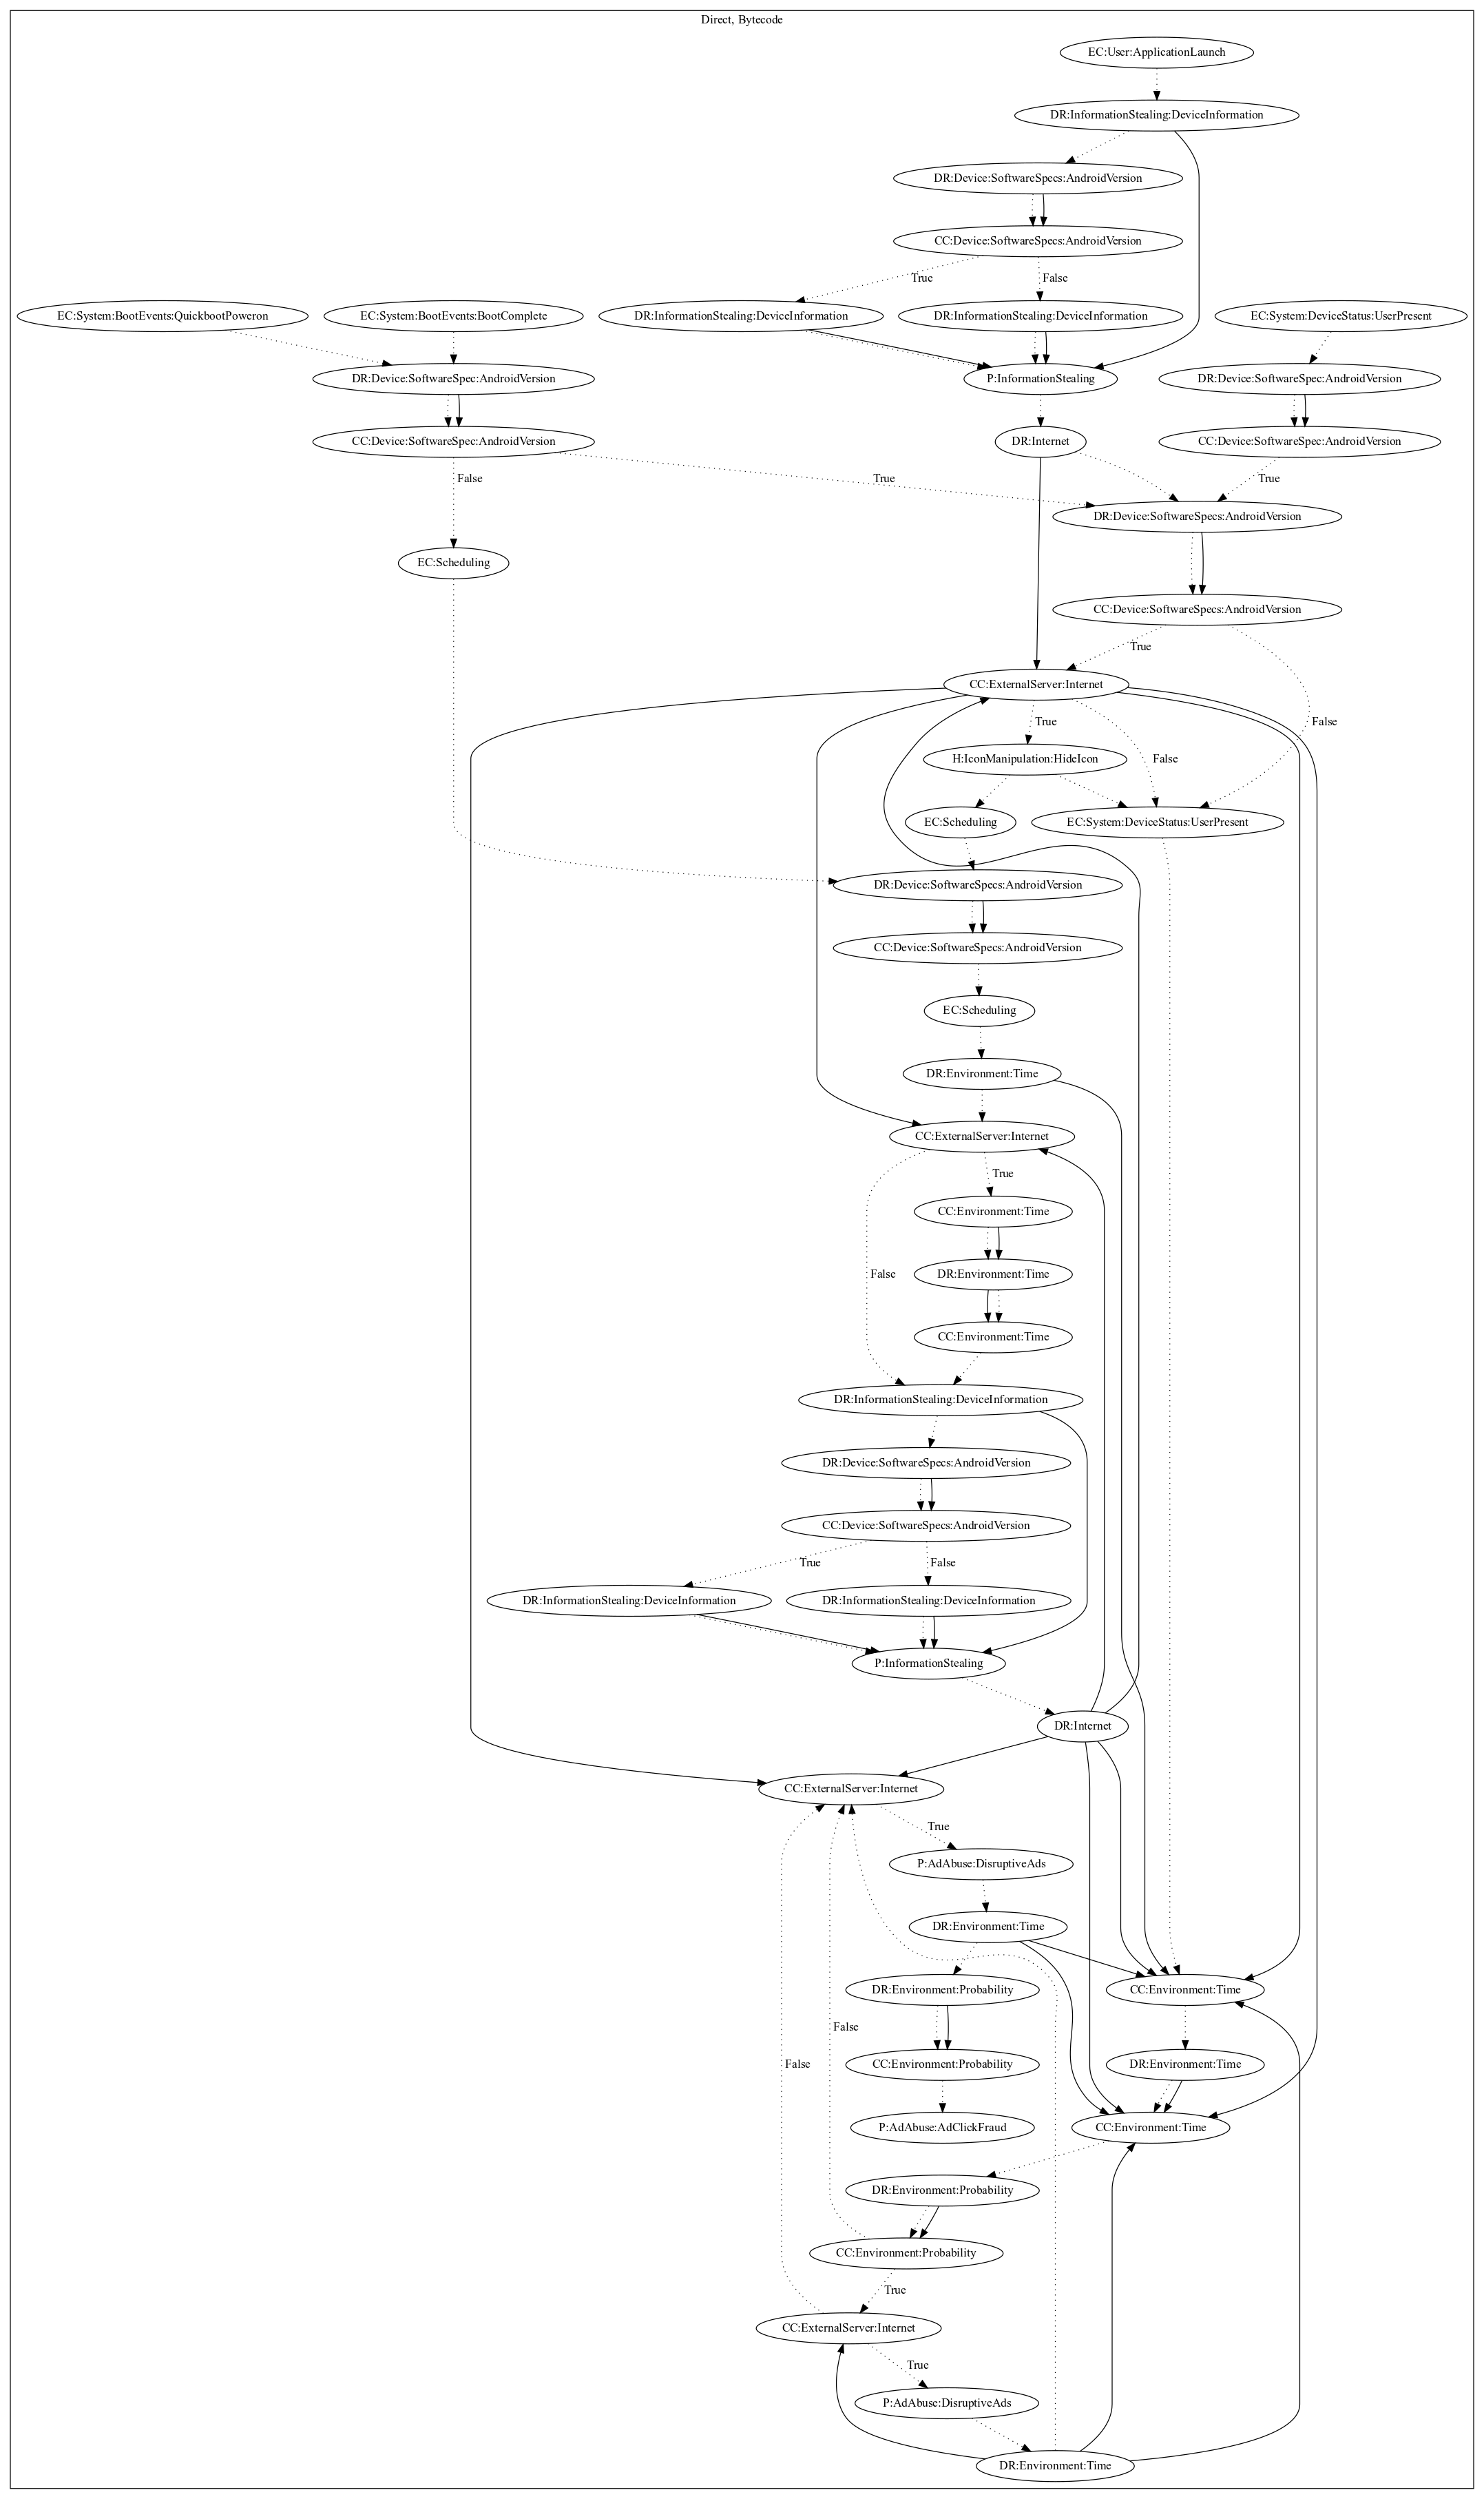 Direct, Bytecode
EC:User:ApplicationLaunch
DR:InformationStealing:DeviceInformation
DR:Device:SoftwareSpecs:AndroidVersion
CC:Device:SoftwareSpecs:AndroidVersion
True
False
EC:System:BootEvents:QuickbootPoweron
EC:System:BootEvents:BootComplete
DR:InformationStealing:DeviceInformation
DR:InformationStealing:DeviceInformation
EC:System:DeviceStatus:UserPresent
DR:Device:SoftwareSpec:AndroidVersion
P:InformationStealing
DR:Device:SoftwareSpec:AndroidVersion
CC:Device:SoftwareSpec:AndroidVersion
DR:Internet
CC:Device:SoftwareSpec:AndroidVersion
False
True
True
DR:Device:SoftwareSpecs:AndroidVersion
EC:Scheduling
CC:Device:SoftwareSpecs:AndroidVersion
True
CC:ExternalServer:Internet
True
False
H:IconManipulation:HideIcon
False
EC:Scheduling
EC:System:DeviceStatus:UserPresent
DR:Device:SoftwareSpecs:AndroidVersion
CC:Device:SoftwareSpecs:AndroidVersion
EC:Scheduling
DR:Environment:Time
CC:ExternalServer:Internet
True
CC:Environment:Time
False
DR:Environment:Time
CC:Environment:Time
DR:InformationStealing:DeviceInformation
DR:Device:SoftwareSpecs:AndroidVersion
CC:Device:SoftwareSpecs:AndroidVersion
True
False
DR:InformationStealing:DeviceInformation
DR:InformationStealing:DeviceInformation
P:InformationStealing
DR:Internet
CC:ExternalServer:Internet
True
P:AdAbuse:DisruptiveAds
DR:Environment:Time
DR:Environment:Probability
CC:Environment:Time
False
False
CC:Environment:Probability
DR:Environment:Time
P:AdAbuse:AdClickFraud
CC:Environment:Time
DR:Environment:Probability
CC:Environment:Probability
True
CC:ExternalServer:Internet
True
P:AdAbuse:DisruptiveAds
DR:Environment:Time